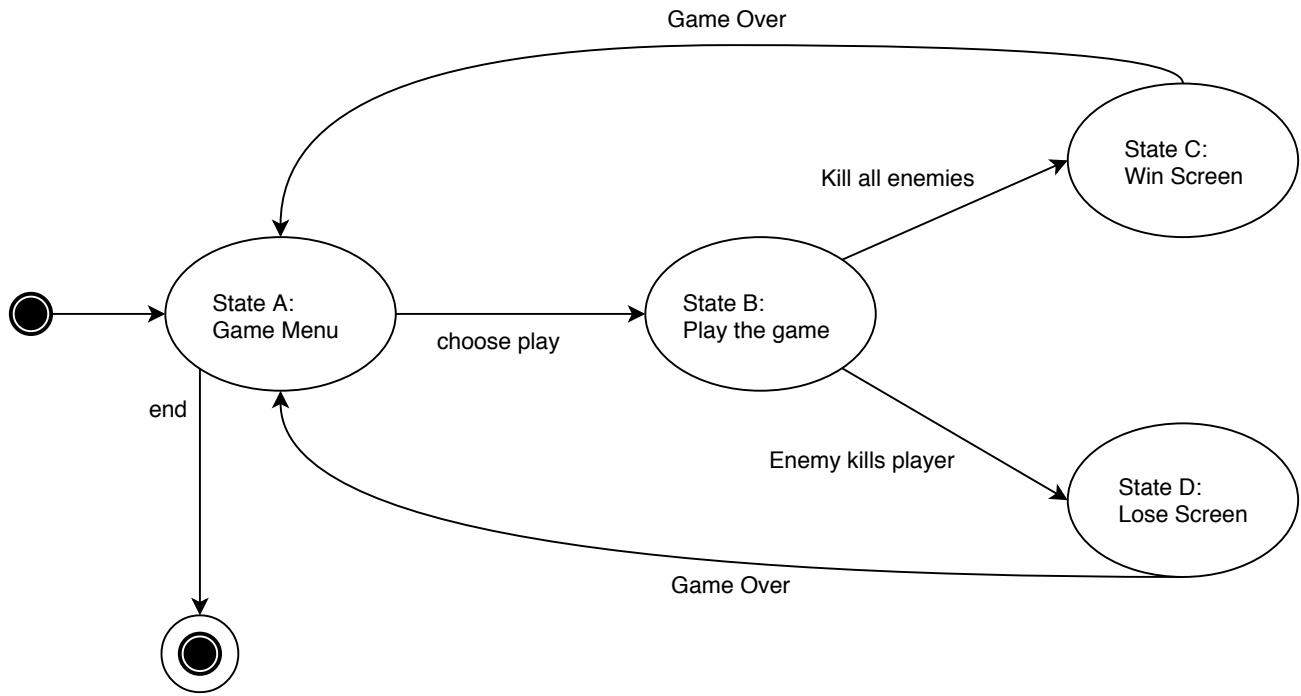 Game Over
State C:
Win Screen
Kill all enemies
State A:
Game Menu
choose play
State B:
Play the game
end
Enemy kills player
State D:
Lose Screen
Game Over